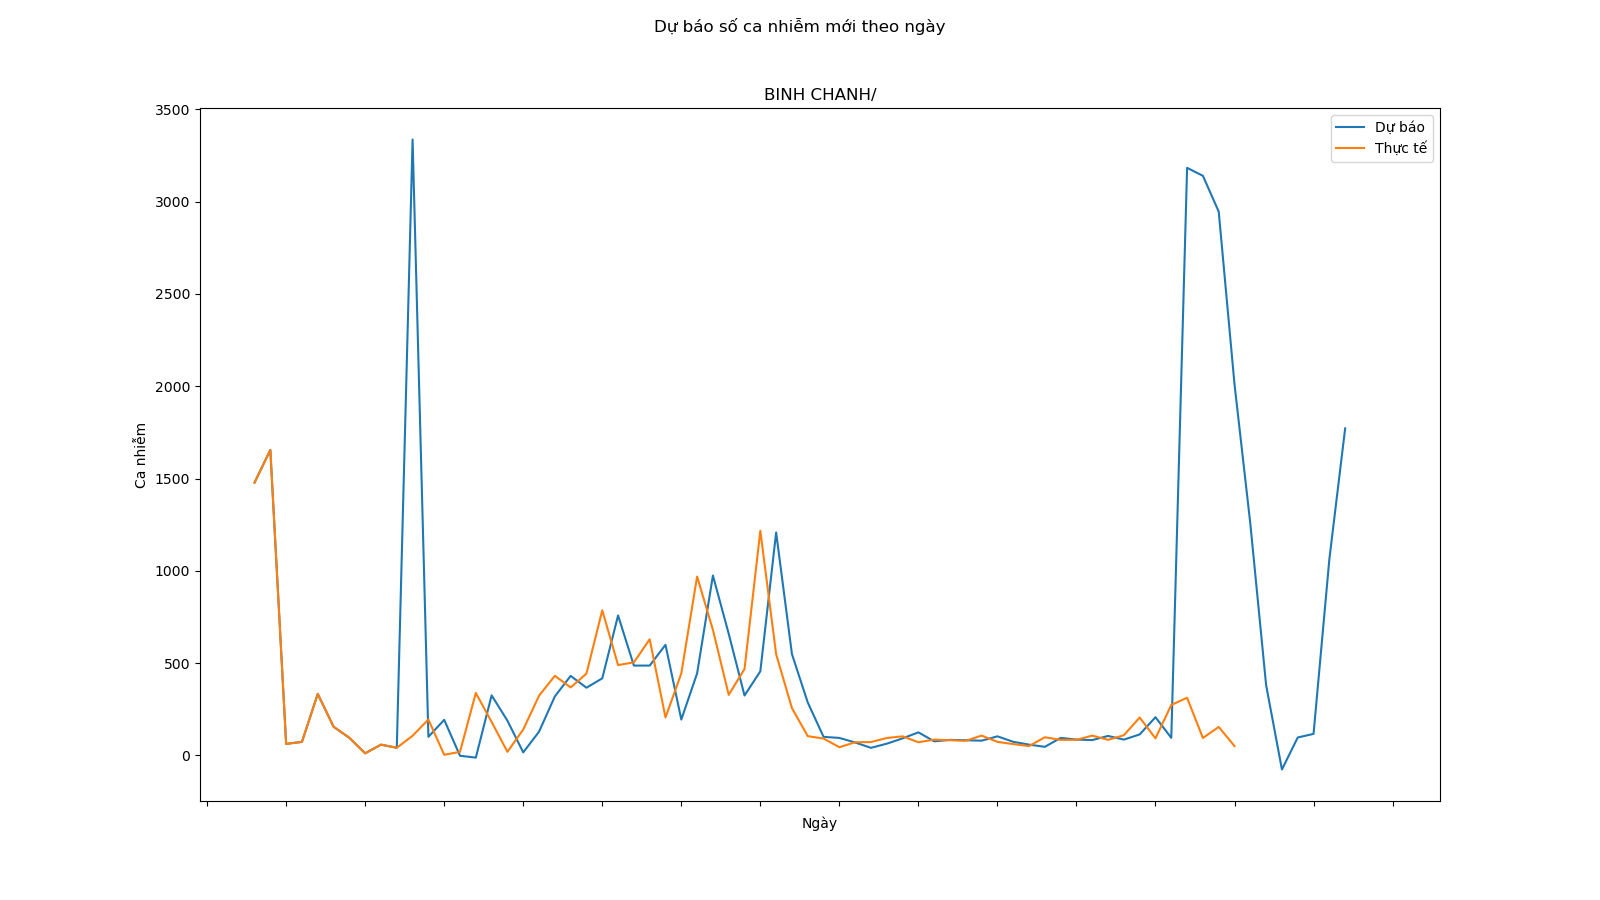 Dự báo số ca nhiễm mới theo ngày
BINH CHANH/
3500
3000
2500
2000
1500
1000
500
0
Ca nhiễm
Dự báo
Thực tế
Ngày